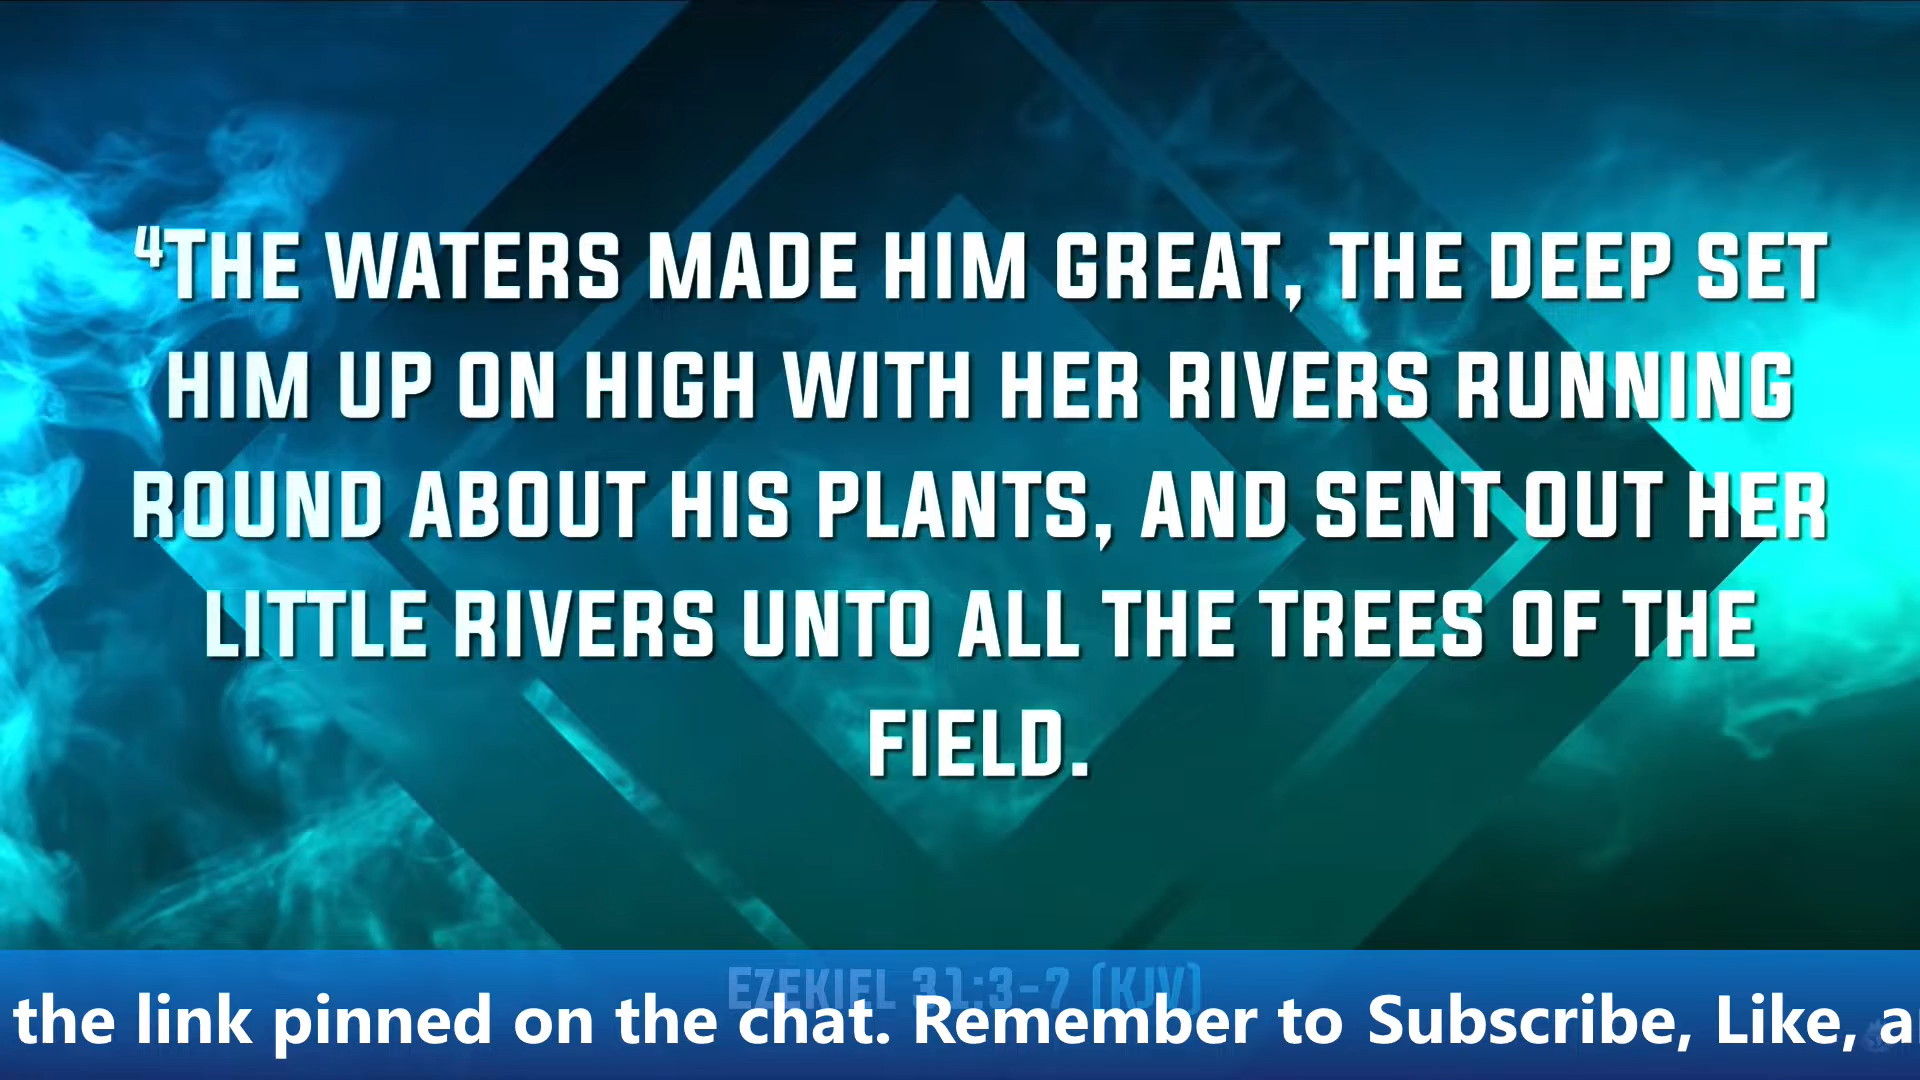 ⁴THE WATERS MADE HIM GREAT, THE DEEP SET
HIM UP ON HIGH WITH HER RIVERS RUNNING
ROUND ABOUT HIS PLANTS, AND SENT OUT HER
LITTLE RIVERS UNTO ALL THE TREES OF THE
FIELD.
EZEKIEL 31:3-7 (KJV)
the link pinned on the chat. Remember to Subscribe, Like,